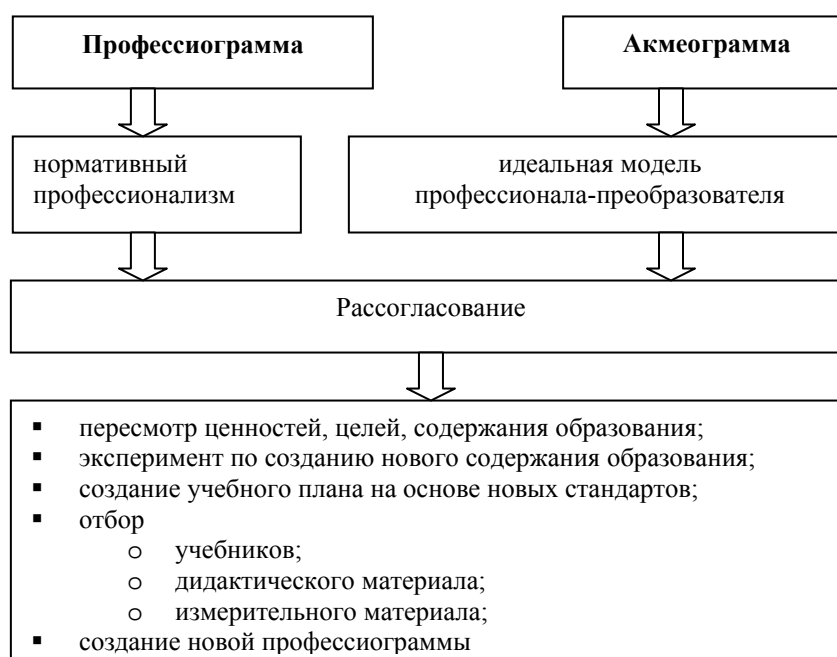 Профессиограмма
Акмеограмма
нормативный
профессионализм
идеальная модель
профессионала-преобразователя
Рассогласование
▪ пересмотр ценностей, целей, содержания образования;
▪ эксперимент по созданию нового содержания образования;
▪ создание учебного плана на основе новых стандартов;
▪ отбор
o учебников;
o дидактического материала;
o измерительного материала;
▪ создание новой профессиограммы